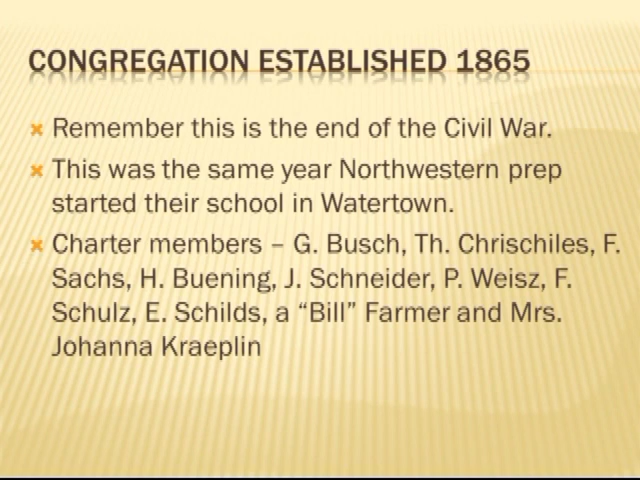 CONGREGATION ESTABLISHED 1865
Remember this is the end of the Civil War.
This was the same year Northwestern prep
started their school in Watertown.
Charter members – G. Busch, Th. Chrischiles, F.
Sachs, H. Buening, J. Schneider, P. Weisz, F.
Schulz, E. Schilds, a “Bill” Farmer and Mrs.
Johanna Kraeplin